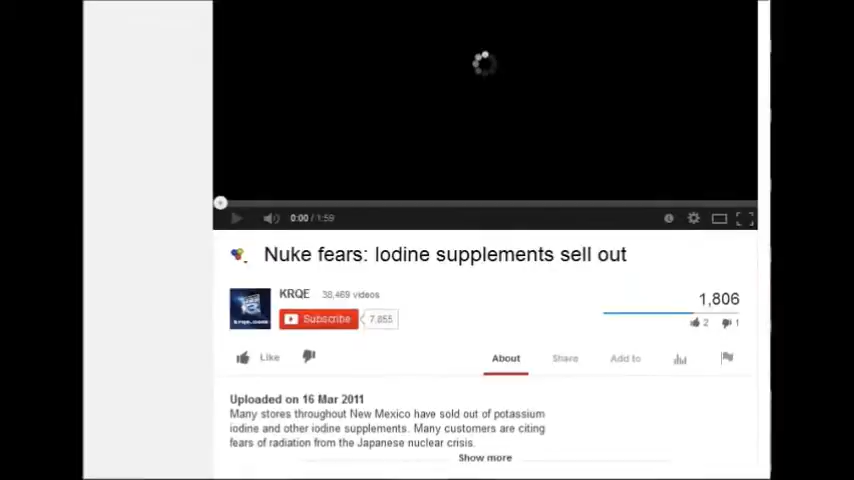 0:00 / 1:59
Nuke fears: Iodine supplements sell out
KRQE 38,469 videos
Subscribe 7,855
1,806
2 1
Like
About Share Add to
Uploaded on 16 Mar 2011
Many stores throughout New Mexico have sold out of potassium
iodine and other iodine supplements. Many customers are citing
fears of radiation from the Japanese nuclear crisis.
Show more